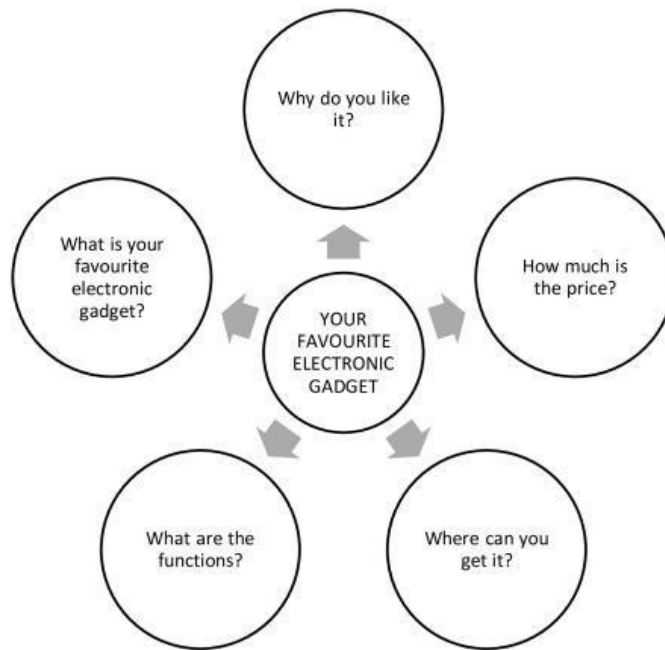 Why do you like
it?
What is your
favourite
electronic
gadget?
How much is
the price?
YOUR
FAVOURITE
ELECTRONIC
GADGET
What are the
functions?
Where can you
get it?